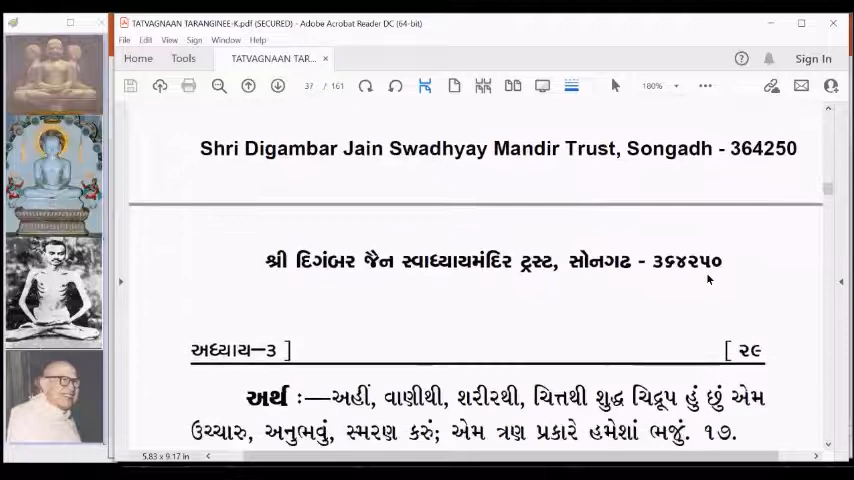 TATVAGNAAN TARANGINEE-K.pdf (SECURED) - Adobe Acrobat Reader DC (64-bit)
File Edit View Sign Window Help
Home Tools TATVAGNAAN TAR... × Sign In
37 / 161 180%
Shri Digambar Jain Swadhyay Mandir Trust, Songadh - 364250
શ્રી દિગંબર જૈન સ્વાધ્યાયમંદિર ટ્રસ્ટ, સોનગઢ - ૩૬૪૨૫૦
અધ્યાય–૩ ] [ ૨૯
અર્થ :—અહીં, વાણીથી, શરીરથી, ચિત્તથી શુદ્ધ ચિદ્રૂપ હું છું એમ
ઉચ્ચારુ, અનુભવું, સ્મરણ કરું; એમ ત્રણ પ્રકારે હમેશાં ભજું. ૧૭.
5.83 x 9.17 in